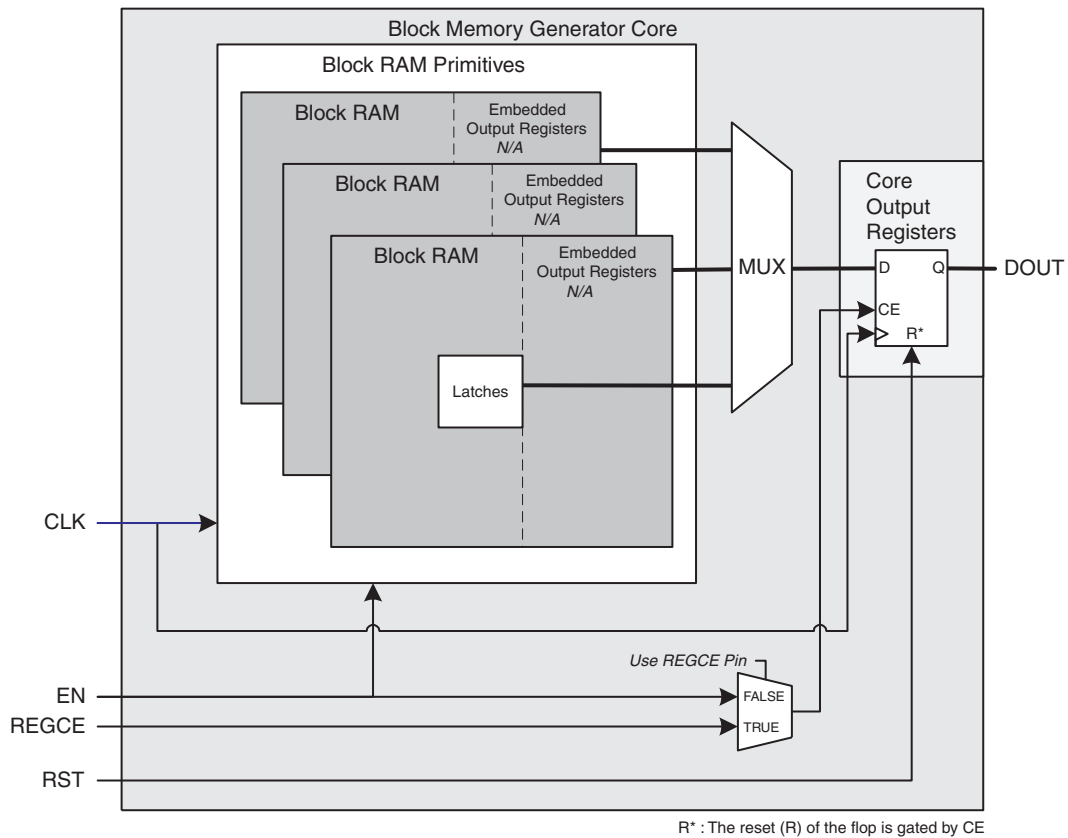 Block Memory Generator Core
Block RAM Primitives
Block RAM
Embedded
Output Registers
N/A
Block RAM
Embedded
Output Registers
N/A
Block RAM
Embedded
Output Registers
N/A
Latches
MUX
Core
Output
Registers
D
Q
CE
R*
DOUT
CLK
Use REGCE Pin
EN
FALSE
REGCE
TRUE
RST
R* : The reset (R) of the flop is gated by CE